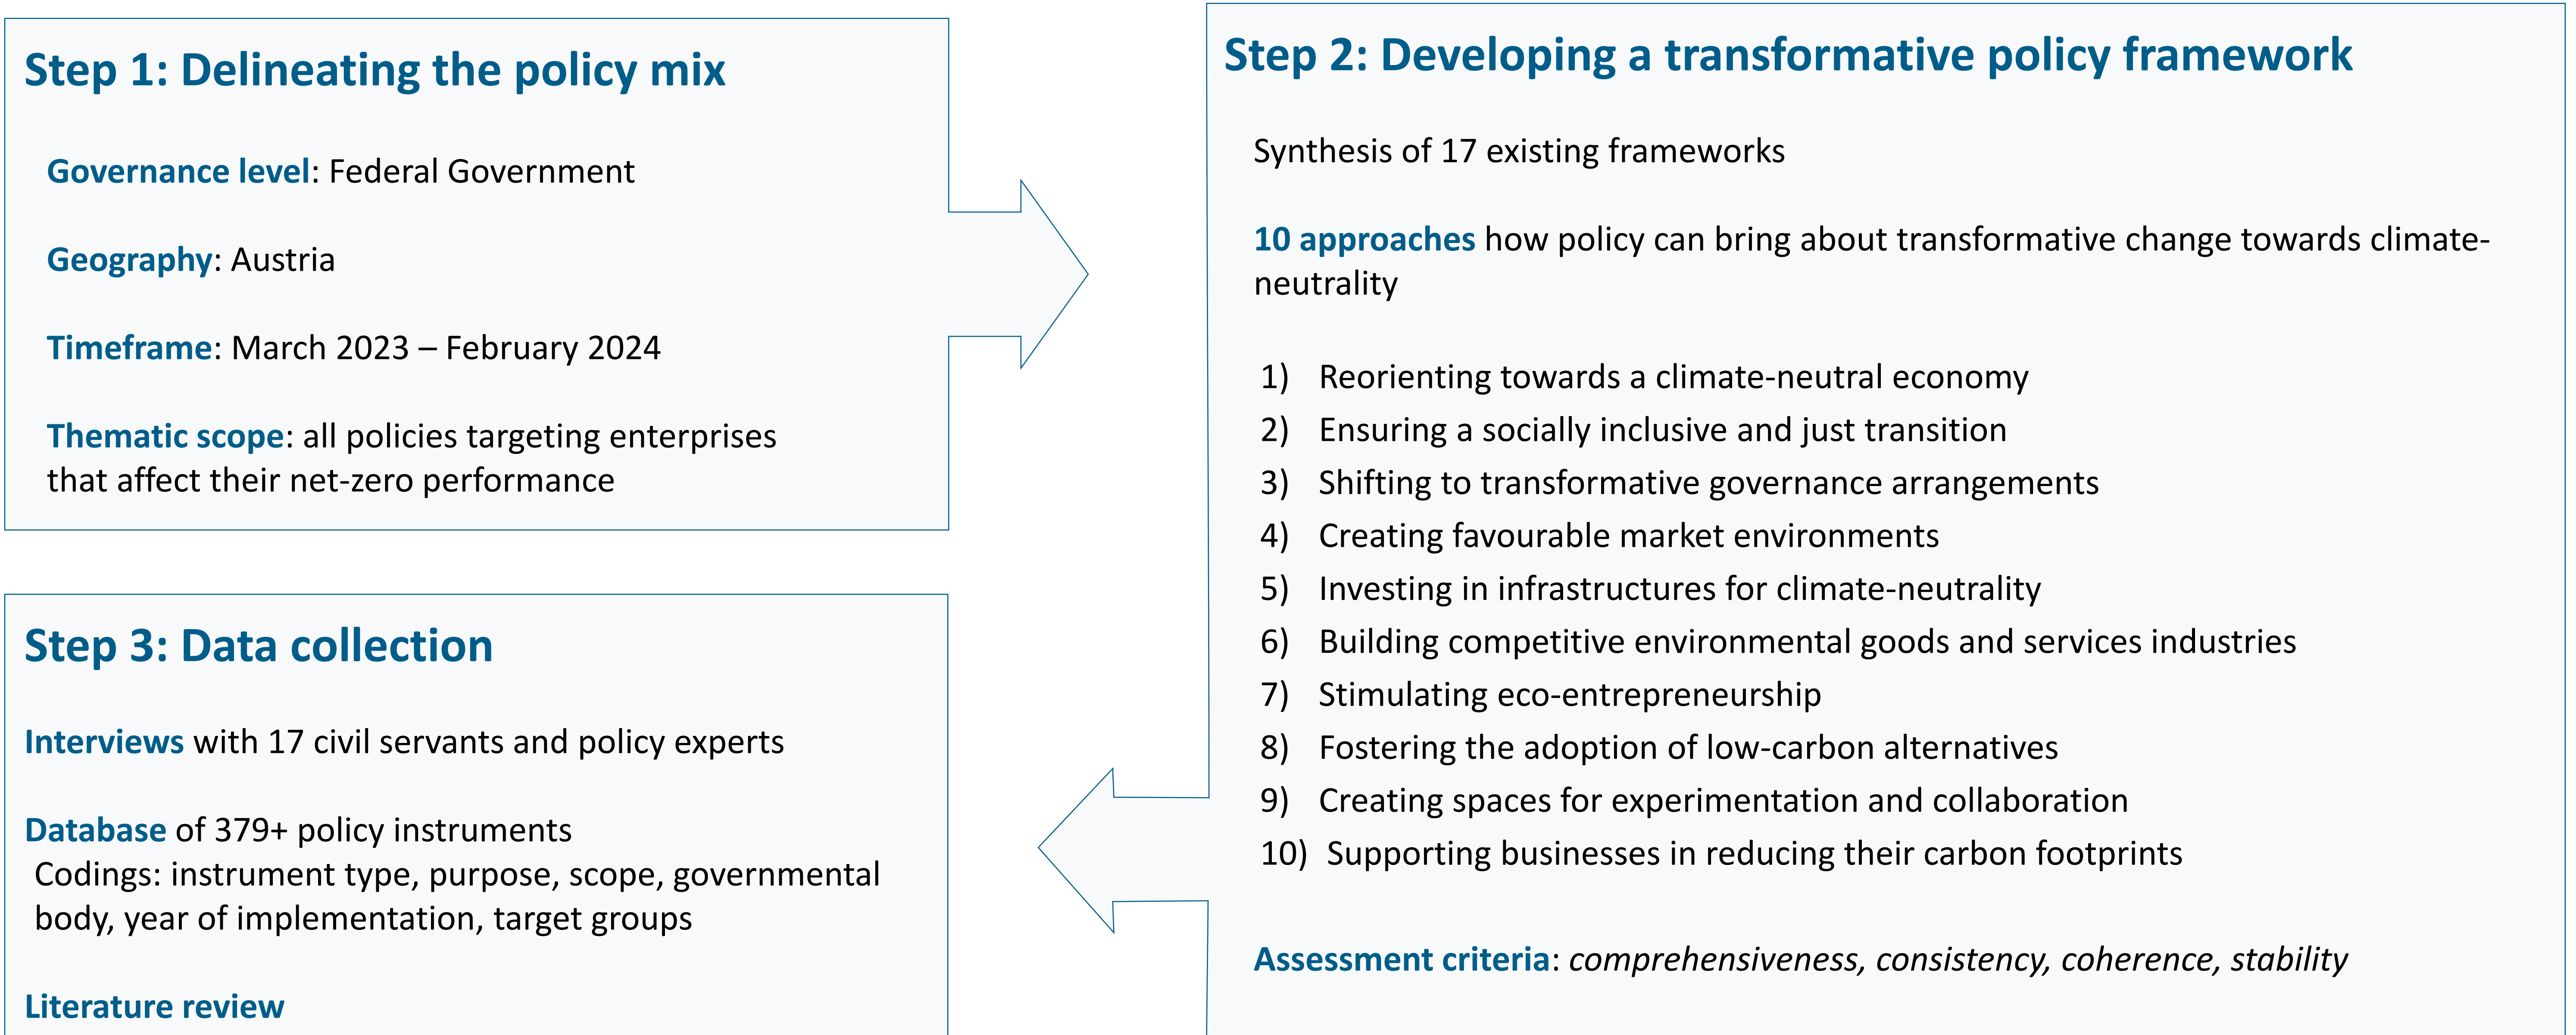 Step 1: Delineating the policy mix
Governance level: Federal Government
Geography: Austria
Timeframe: March 2023 – February 2024
Thematic scope: all policies targeting enterprises
that affect their net-zero performance
Step 2: Developing a transformative policy framework
Synthesis of 17 existing frameworks
10 approaches how policy can bring about transformative change towards climate-
neutrality
1) Reorienting towards a climate-neutral economy
2) Ensuring a socially inclusive and just transition
3) Shifting to transformative governance arrangements
4) Creating favourable market environments
5) Investing in infrastructures for climate-neutrality
6) Building competitive environmental goods and services industries
7) Stimulating eco-entrepreneurship
8) Fostering the adoption of low-carbon alternatives
9) Creating spaces for experimentation and collaboration
10) Supporting businesses in reducing their carbon footprints
Assessment criteria: comprehensiveness, consistency, coherence, stability
Step 3: Data collection
Interviews with 17 civil servants and policy experts
Database of 379+ policy instruments
Codings: instrument type, purpose, scope, governmental
body, year of implementation, target groups
Literature review